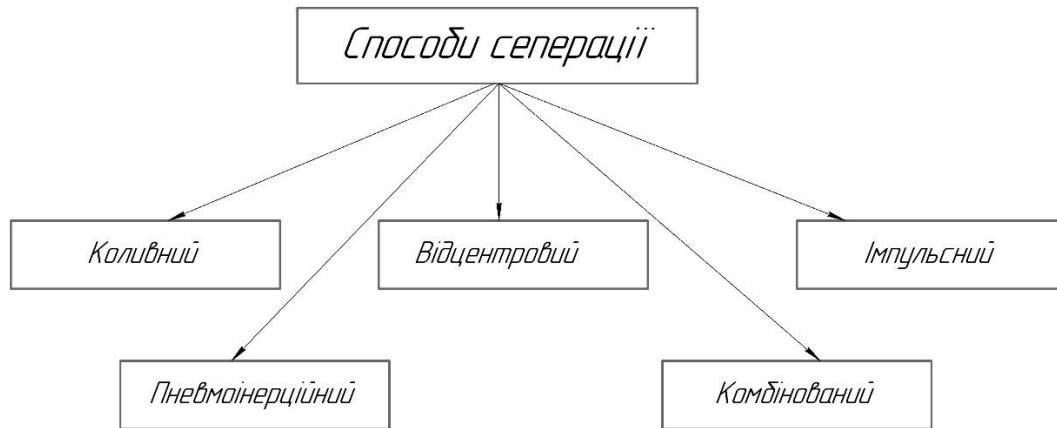 Способи сеперації
Коливний
Відцентровий
Імпульсний
Пневмоінерційний
Комбінований